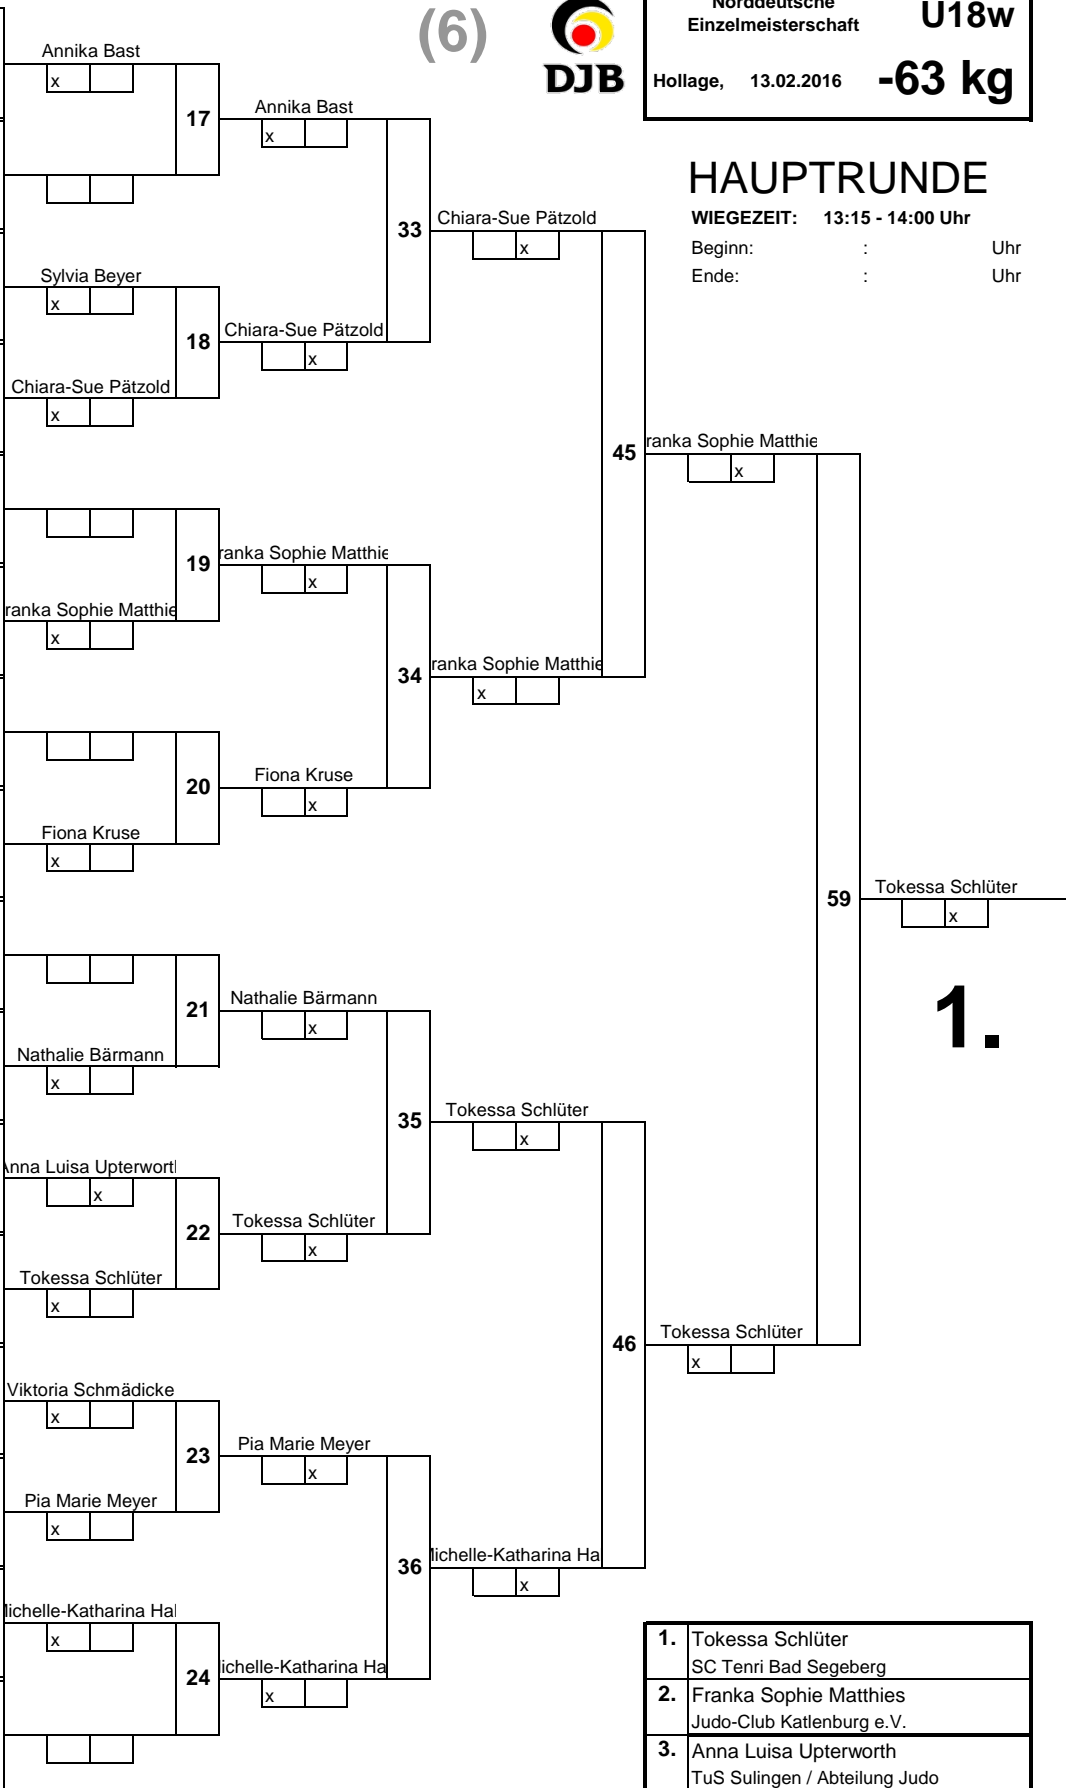 (6)
DJB
Norddeutsche
Einzelmeisterschaft
U18w
Hollage, 13.02.2016
-63 kg
HAUPTRUNDE
WIEGEZEIT: 13:15 - 14:00 Uhr
Beginn: : Uhr
Ende: : Uhr
Annika Bast
x
17
Annika Bast
x
33
Chiara-Sue Pätzold
x
Sylvia Beyer
x
18
Chiara-Sue Pätzold
x
Chiara-Sue Pätzold
x
45
ranka Sophie Matthie
x
19
ranka Sophie Matthie
x
ranka Sophie Matthie
x
34
ranka Sophie Matthie
x
20
Fiona Kruse
x
Fiona Kruse
x
59
Tokessa Schlüter
x
1.
21
Nathalie Bärmann
x
Nathalie Bärmann
x
35
Tokessa Schlüter
x
Anna Luisa Upterwort
x
22
Tokessa Schlüter
x
Tokessa Schlüter
x
46
Tokessa Schlüter
x
Viktoria Schmädicke
x
23
Pia Marie Meyer
x
Pia Marie Meyer
x
36
Michelle-Katharina Ha
x
Michelle-Katharina Hal
x
24
ichelle-Katharina Ha
x
1. Tokessa Schlüter
SC Tenri Bad Segeberg
2. Franka Sophie Matthies
Judo-Club Katlenburg e.V.
3. Anna Luisa Upterworth
TuS Sulingen / Abteilung Judo